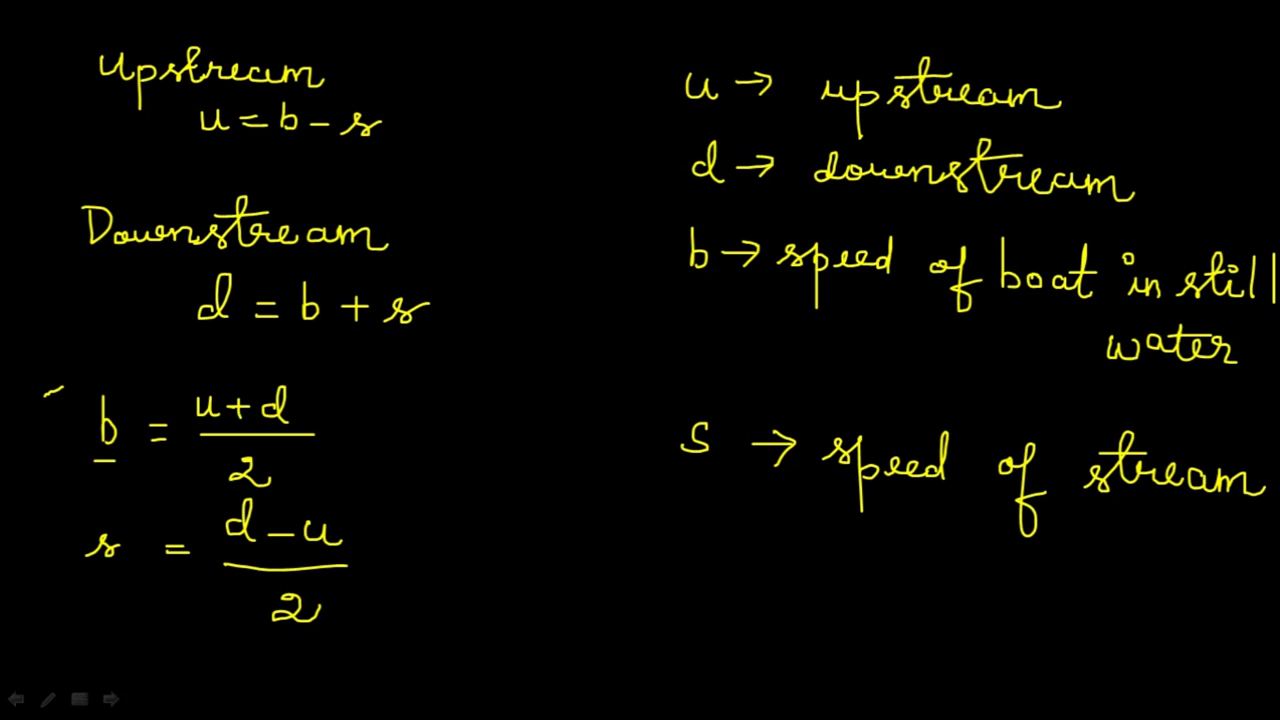 Upstream
u = b - s
Downstream
d = b + s
b = u + d / 2
s = d - u / 2
u → upstream
d → downstream
b → speed of boat in still
water
s → speed of stream